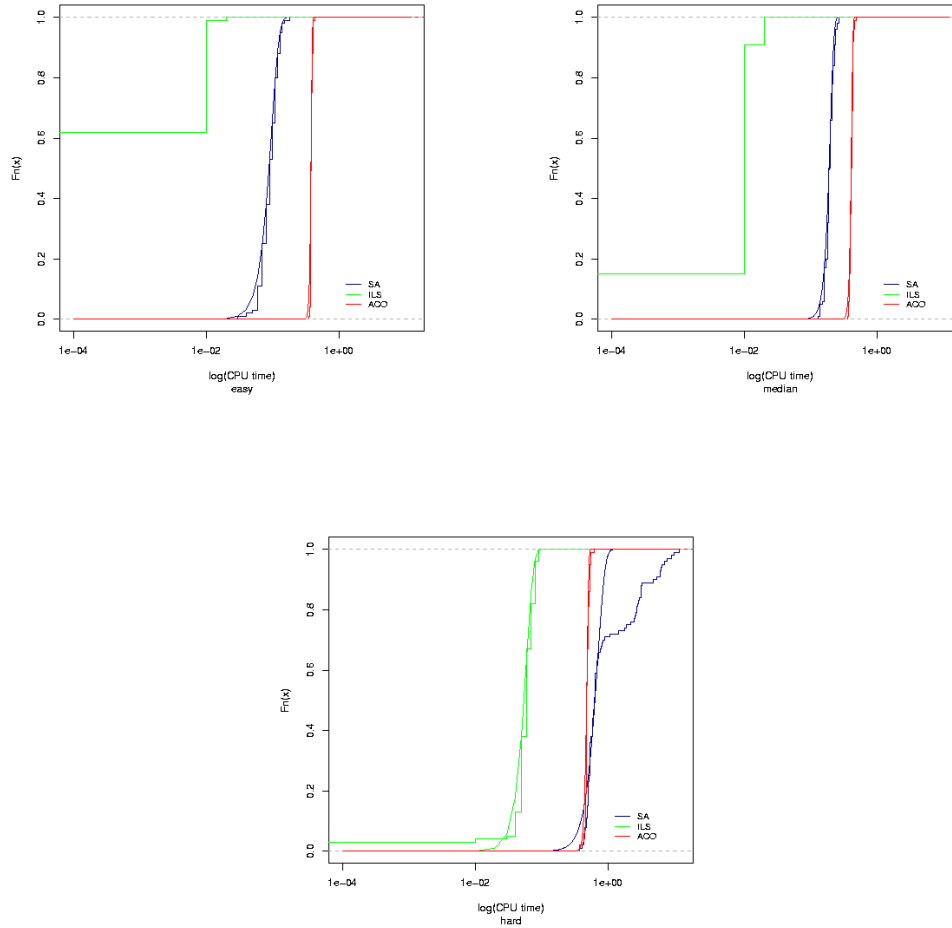 Fn(x)
0.0
0.2
0.4
0.6
0.8
1.0
SA
ILS
ACO
1e−04
1e−02
1e+00
log(CPU time)
easy
Fn(x)
0.0
0.2
0.4
0.6
0.8
1.0
SA
ILS
ACO
1e−04
1e−02
1e+00
log(CPU time)
median
Fn(x)
0.0
0.2
0.4
0.6
0.8
1.0
SA
ILS
ACO
1e−04
1e−02
1e+00
log(CPU time)
hard